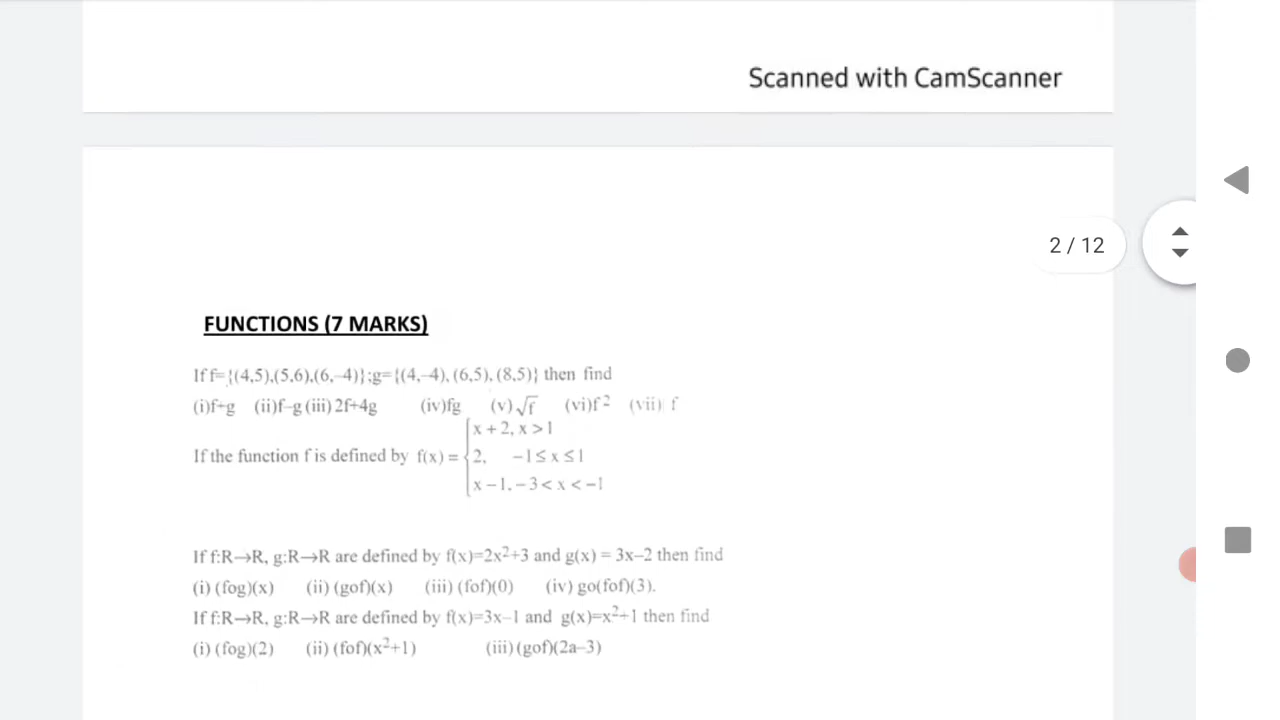 Scanned with CamScanner
2 / 12
FUNCTIONS (7 MARKS)
If f={(4,5),(5,6),(6,-4)};g={(4,-4), (6,5), (8,5)} then find
(i)f+g (ii)f-g (iii) 2f+4g (iv)fg (v)√f (vi)f² (vii) f
If the function f is defined by f(x) = { x + 2, x > 1
2, -1 ≤ x ≤ 1
x - 1, -3 < x < -1
If f:R→R, g:R→R are defined by f(x)=2x²+3 and g(x) = 3x-2 then find
(i) (fog)(x) (ii) (gof)(x) (iii) (fof)(0) (iv) go(fof)(3).
If f:R→R, g:R→R are defined by f(x)=3x-1 and g(x)=x²+1 then find
(i) (fog)(2) (ii) (fof)(x²+1) (iii) (gof)(2a-3)